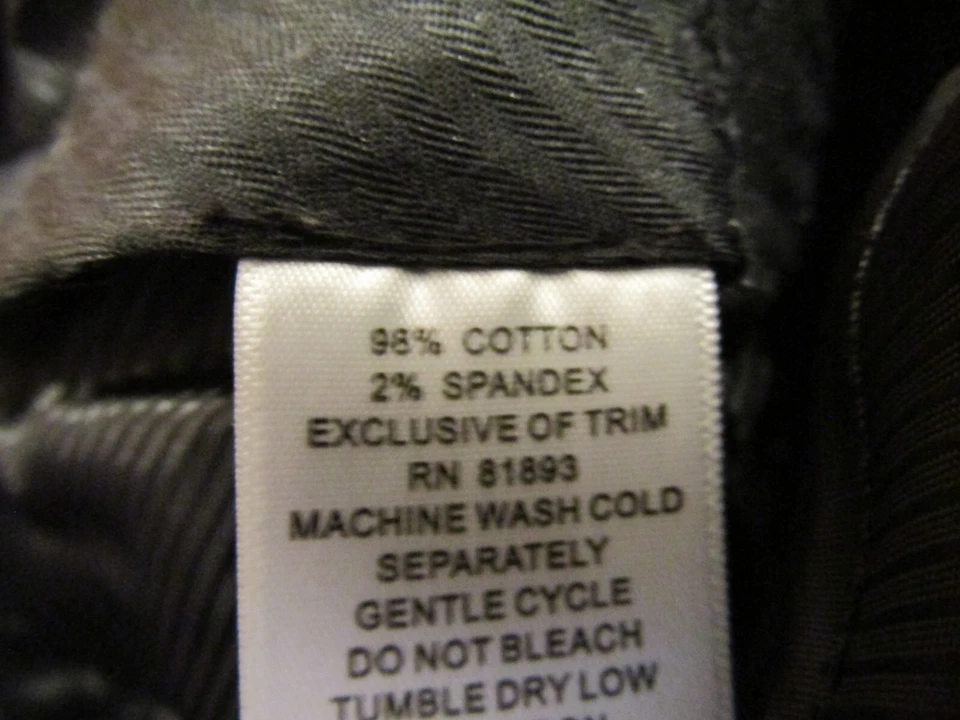 98% COTTON
2% SPANDEX
EXCLUSIVE OF TRIM
RN 81893
MACHINE WASH COLD
SEPARATELY
GENTLE CYCLE
DO NOT BLEACH
TUMBLE DRY LOW